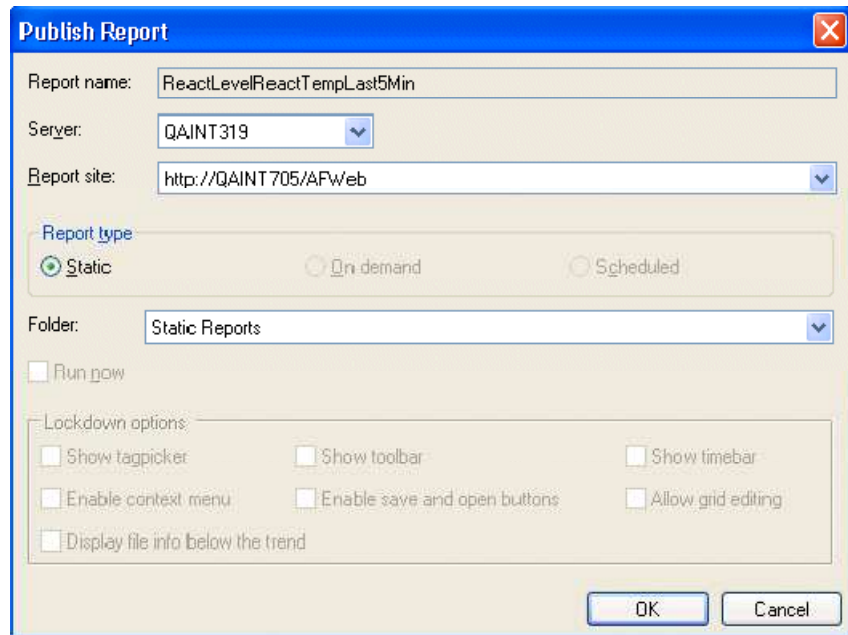 Publish Report
Report name: ReactLevelReactTempLast5Min
Server: QAINT319
Report site: http://QAINT705/AFWeb
Report type
Static On demand Scheduled
Folder: Static Reports
Run now
Lockdown options
Show tagpicker Show toolbar Show timebar
Enable context menu Enable save and open buttons Allow grid editing
Display file info below the trend
OK Cancel